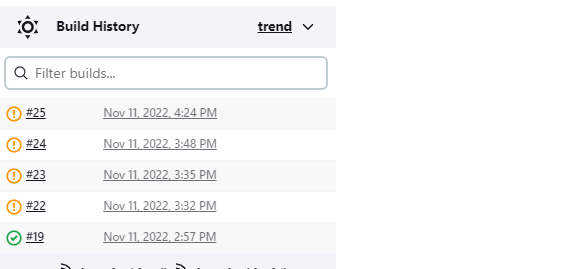 Build History trend
Filter builds...
#25 Nov 11, 2022, 4:24 PM
#24 Nov 11, 2022, 3:48 PM
#23 Nov 11, 2022, 3:35 PM
#22 Nov 11, 2022, 3:32 PM
#19 Nov 11, 2022, 2:57 PM